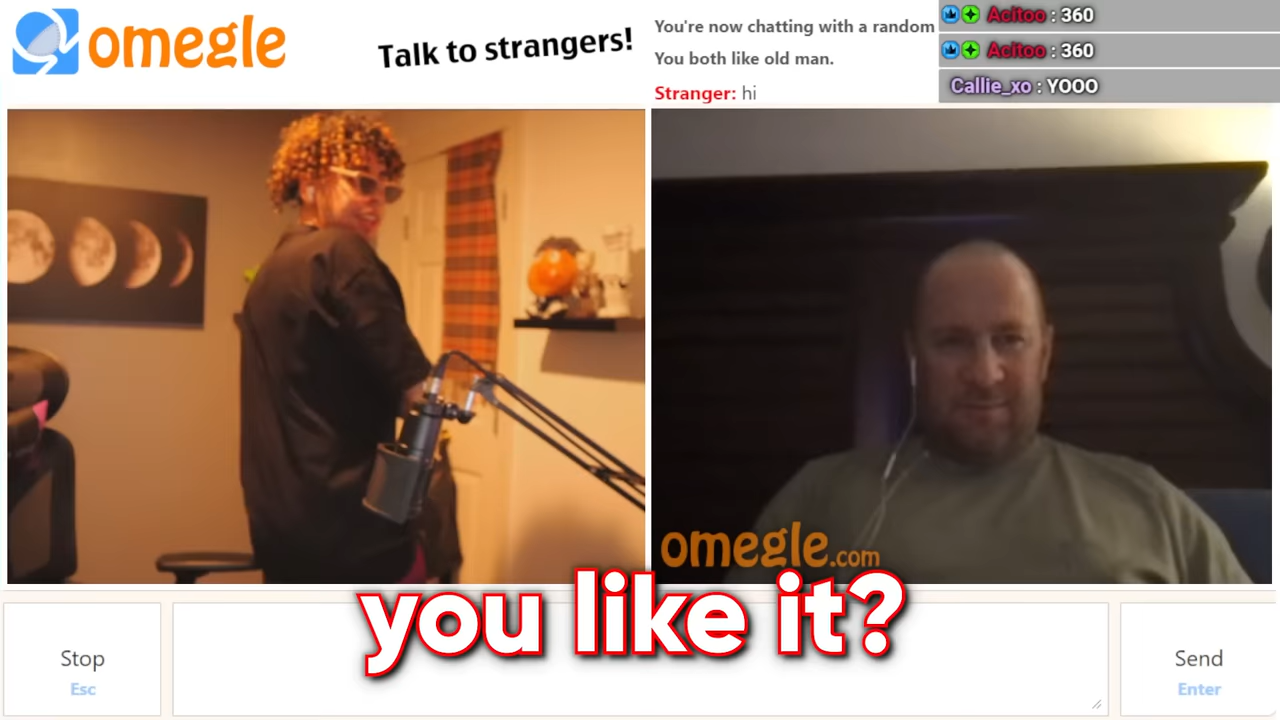 omegle
Talk to strangers!
You're now chatting with a random
You both like old man.
Stranger: hi
Acitoo : 360
Acitoo : 360
Callie_xo : YOOO
omegle.com
you like it?
Stop
Esc
Send
Enter